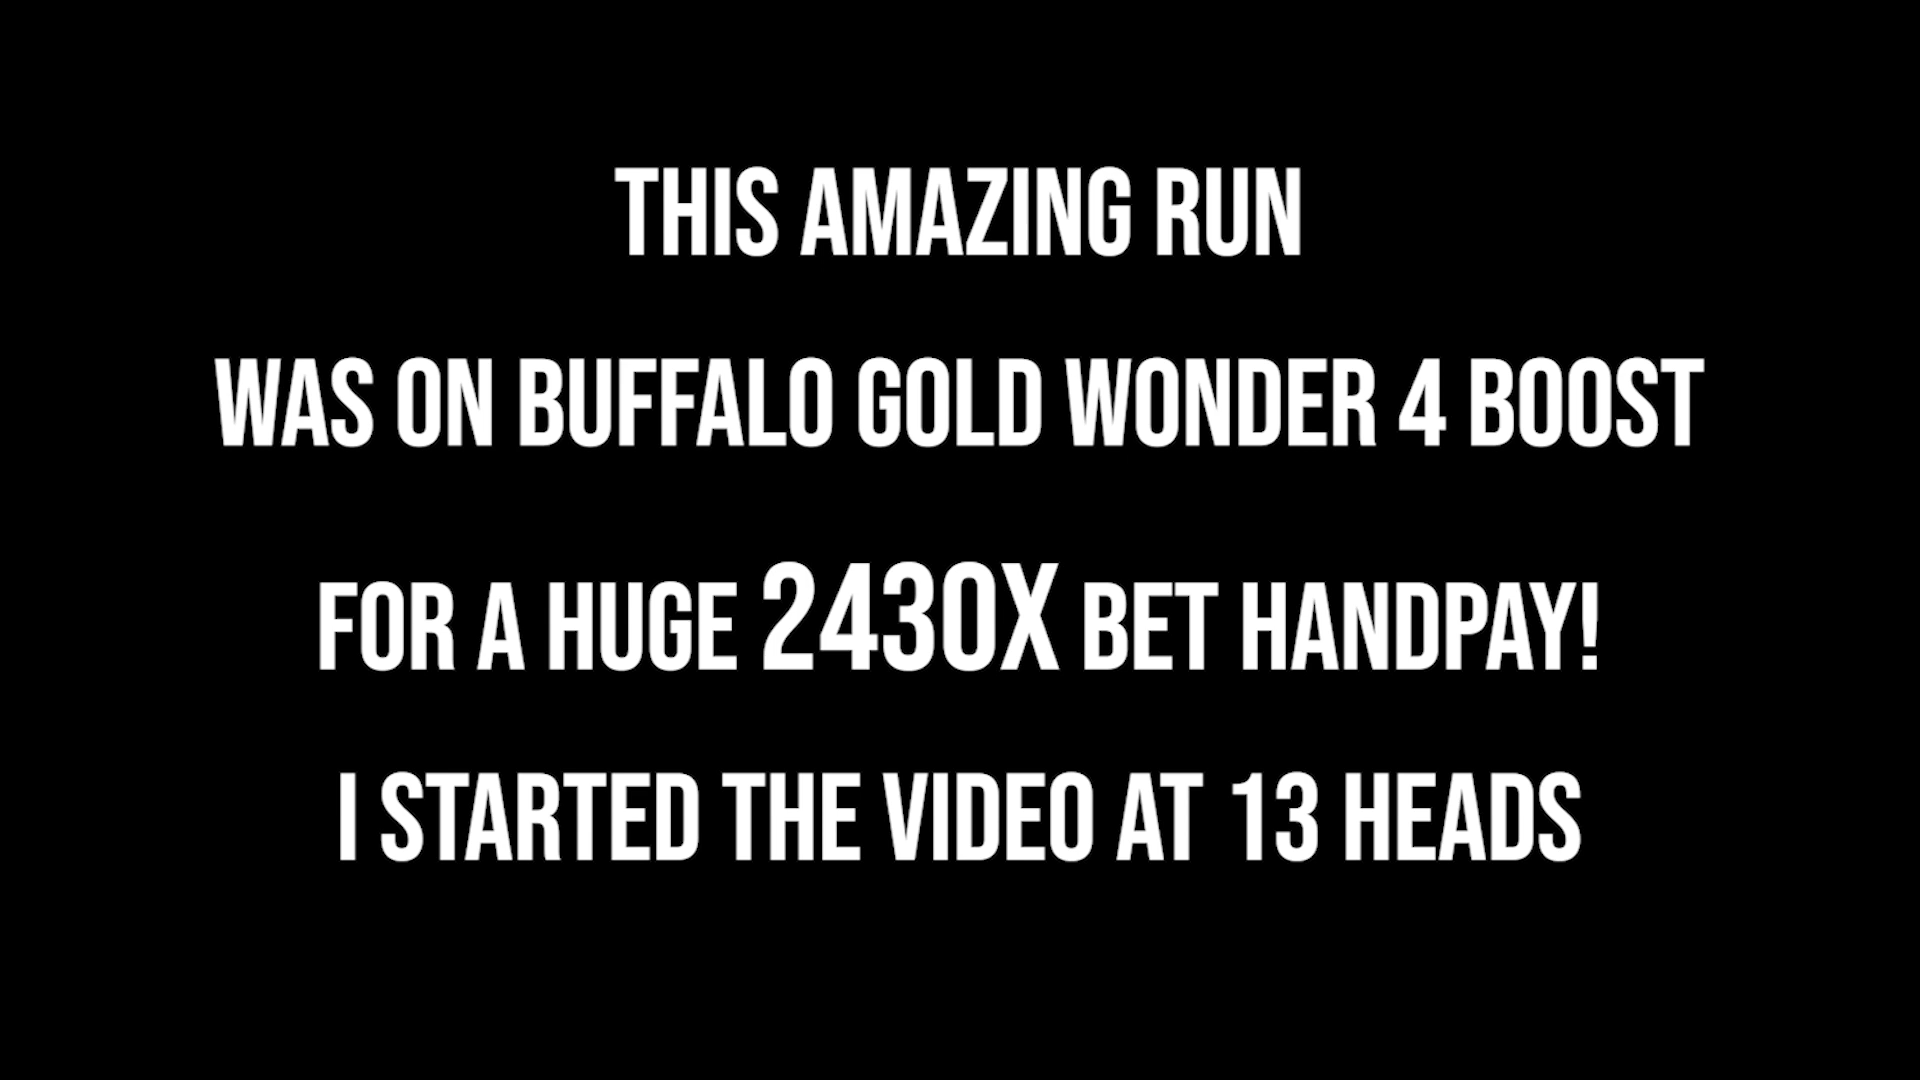 THIS AMAZING RUN
WAS ON BUFFALO GOLD WONDER 4 BOOST
FOR A HUGE 2430X BET HANDPAY!
I STARTED THE VIDEO AT 13 HEADS